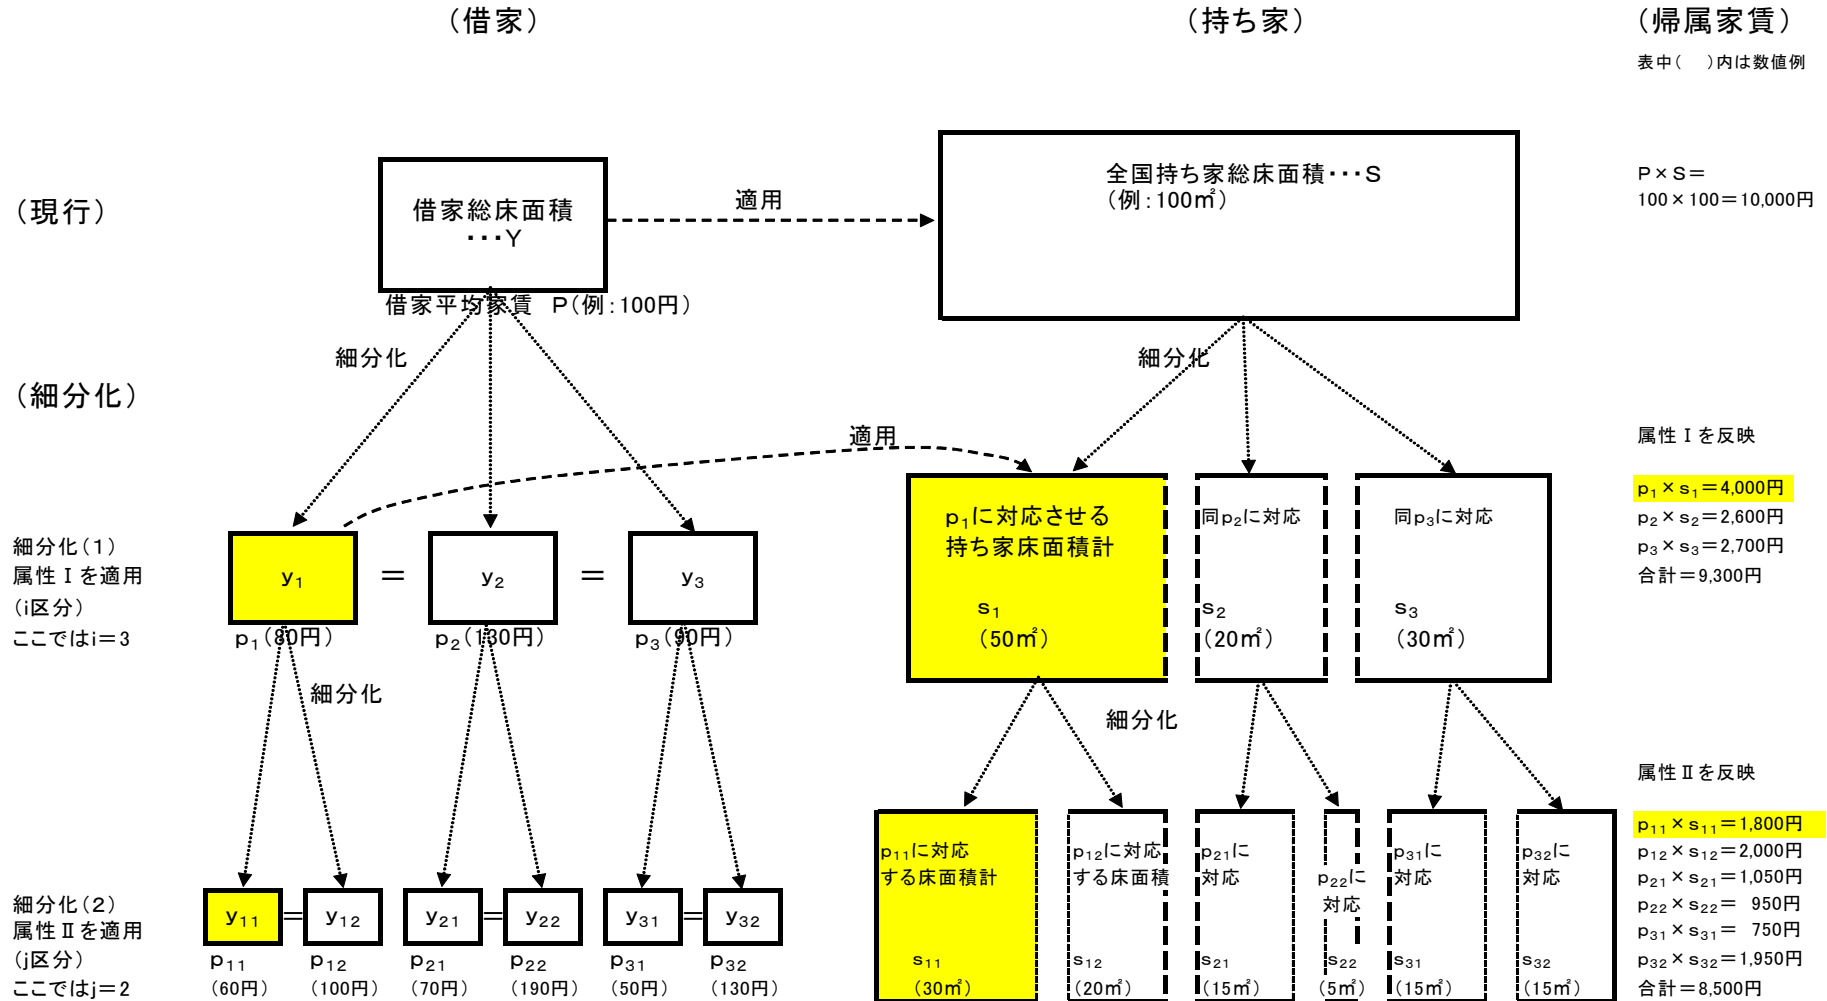 （借家）
（持ち家）
（帰属家賃）
表中(　)内は数値例
（現行）
借家総床面積
・・・Y
適用
全国持ち家総床面積・・・S
（例：100㎡）
P×S＝
100×100＝10,000円
借家平均家賃　P（例：100円）
細分化
細分化
（細分化）
適用
属性Ⅰを反映
p₁×s₁＝4,000円
p₂×s₂＝2,600円
p₃×s₃＝2,700円
合計＝9,300円
細分化（1）
属性Ⅰを適用
（i区分）
ここではi＝3
y₁
＝
y₂
＝
y₃
p₁（80円）
p₂（130円）
p₃（90円）
p₁に対応させる
持ち家床面積計
s₁
（50㎡）
同p₂に対応
s₂
（20㎡）
同p₃に対応
s₃
（30㎡）
細分化
細分化
属性Ⅱを反映
p₁₁×s₁₁＝1,800円
p₁₂×s₁₂＝2,000円
p₂₁×s₂₁＝1,050円
p₂₂×s₂₂＝ 950円
p₃₁×s₃₁＝ 750円
p₃₂×s₃₂＝1,950円
合計＝8,500円
細分化（2）
属性Ⅱを適用
（j区分）
ここではj＝2
y₁₁
＝
y₁₂
y₂₁
＝
y₂₂
y₃₁
＝
y₃₂
p₁₁
（60円）
p₁₂
（100円）
p₂₁
（70円）
p₂₂
（190円）
p₃₁
（50円）
p₃₂
（130円）
p₁₁に対応
する床面積計
s₁₁
（30㎡）
p₁₂に対応
する床面積
s₁₂
（20㎡）
p₂₁に
対応
s₂₁
（15㎡）
p₂₂に
対応
s₂₂
（5㎡）
p₃₁に
対応
s₃₁
（15㎡）
p₃₂に
対応
s₃₂
（15㎡）